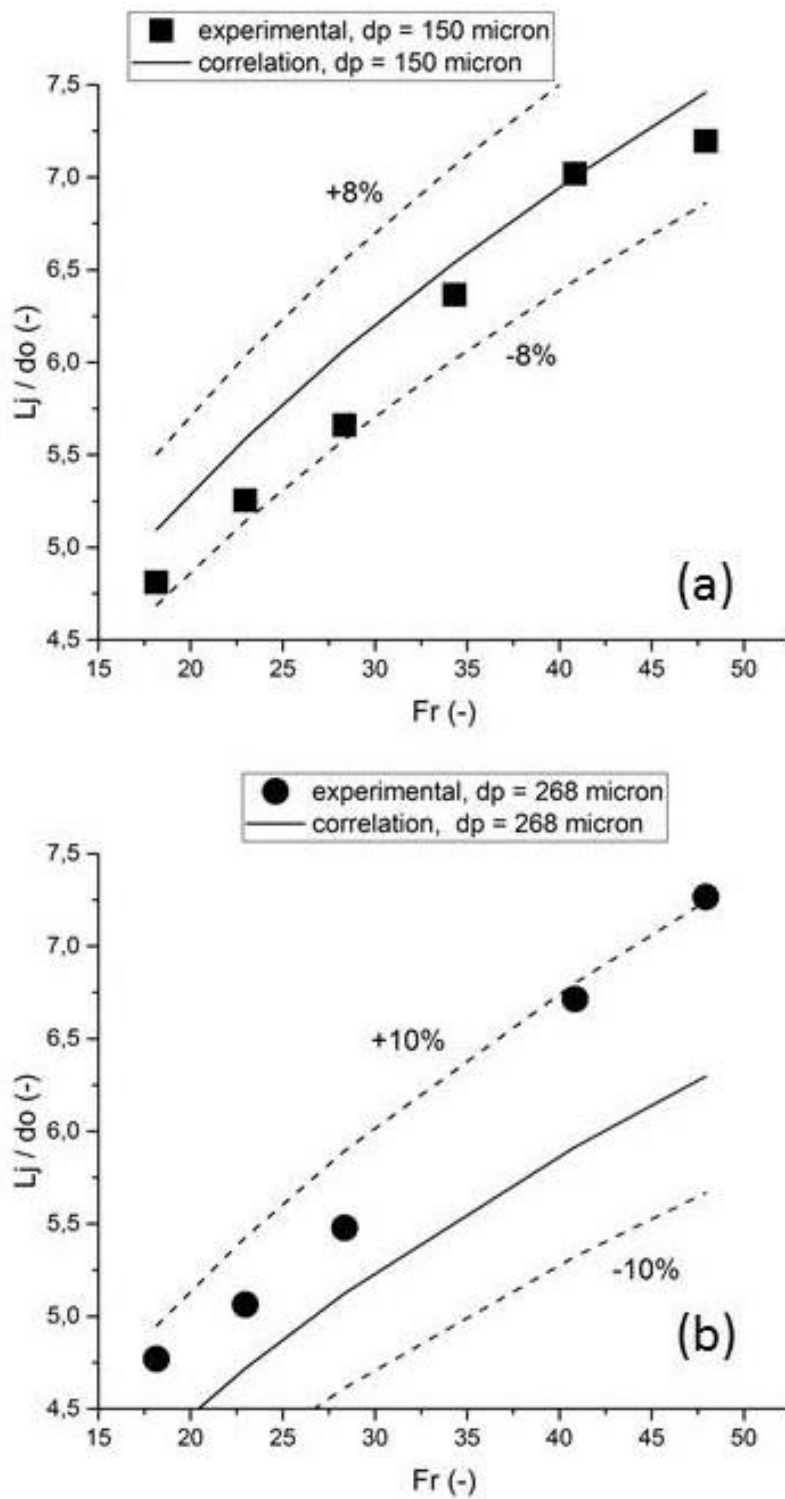 experimental, dp = 150 micron
correlation, dp = 150 micron
7,5
7,0
6,5
6,0
5,5
5,0
4,5
Lj / do (-)
+8%
-8%
(a)
15 20 25 30 35 40 45 50
Fr (-)
experimental, dp = 268 micron
correlation, dp = 268 micron
7,5
7,0
6,5
6,0
5,5
5,0
4,5
Lj / do (-)
+10%
-10%
(b)
15 20 25 30 35 40 45 50
Fr (-)